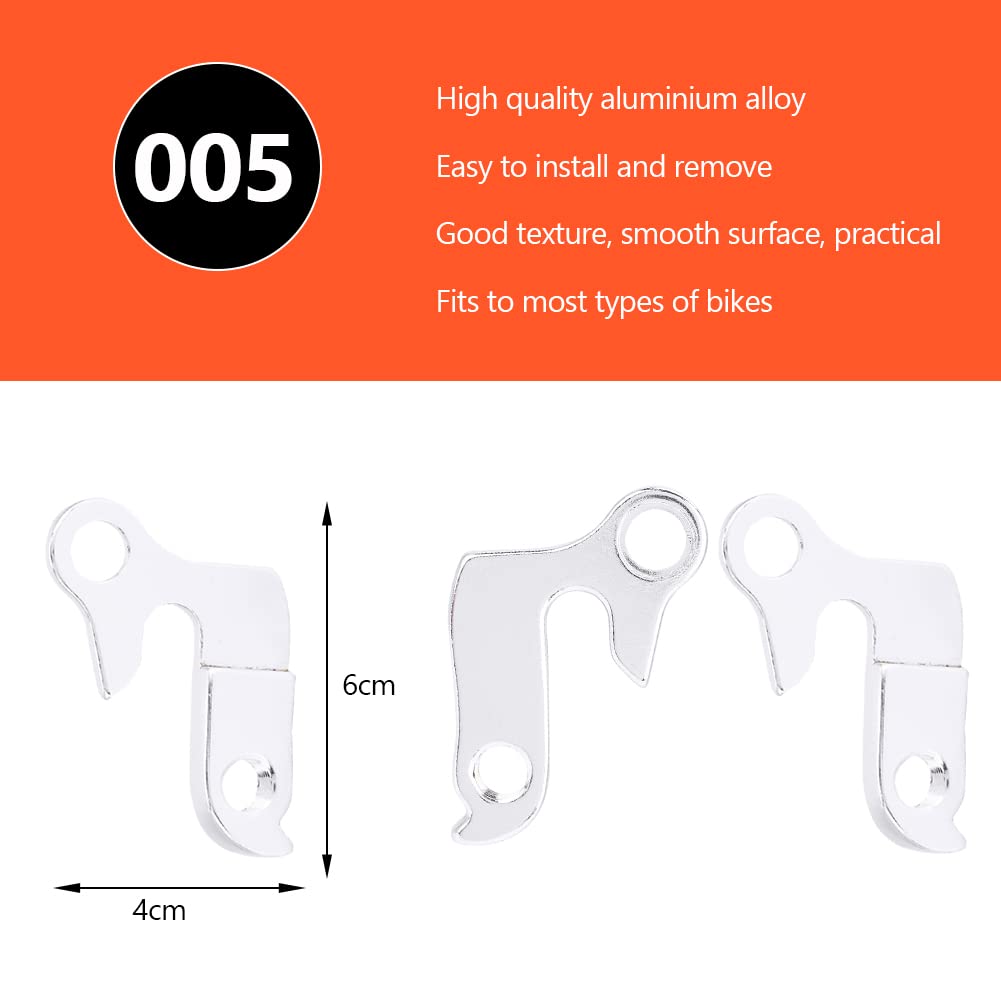 005
High quality aluminium alloy
Easy to install and remove
Good texture, smooth surface, practical
Fits to most types of bikes
6cm
4cm